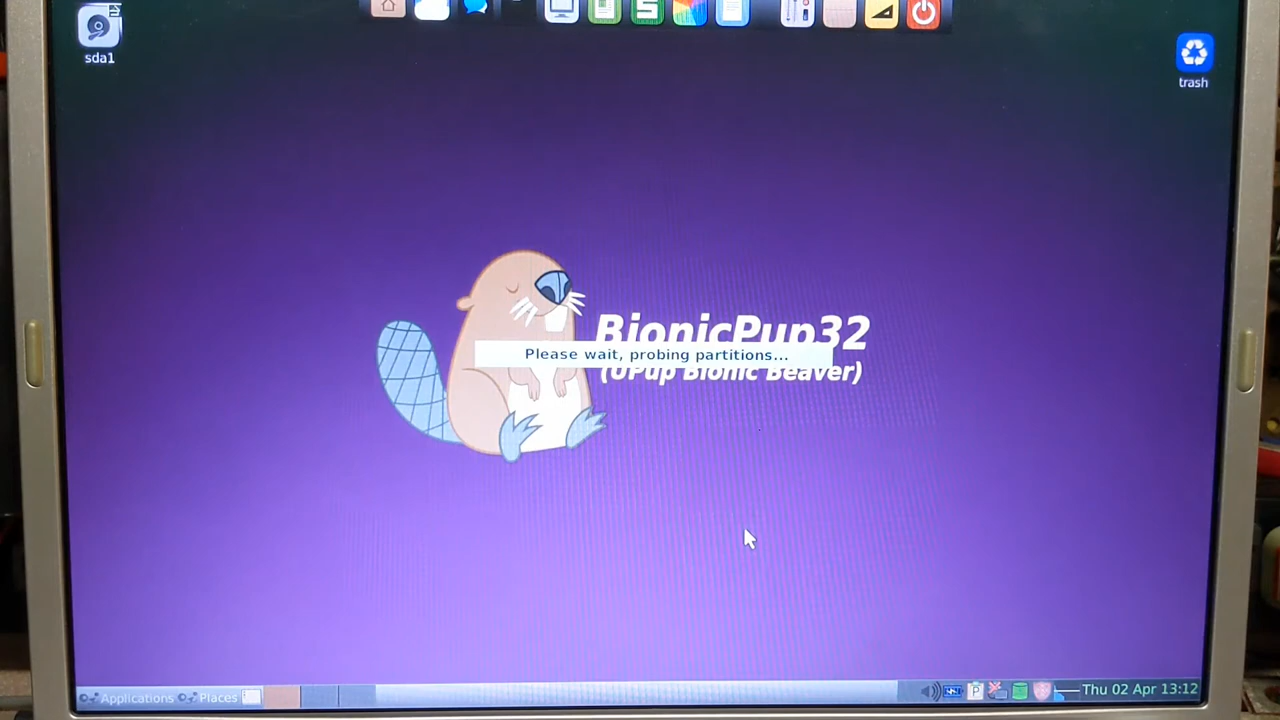 sda1
trash
BionicPup32
Please wait, probing partitions...
(UPup Bionic Beaver)
Applications Places
P
Thu 02 Apr 13:12